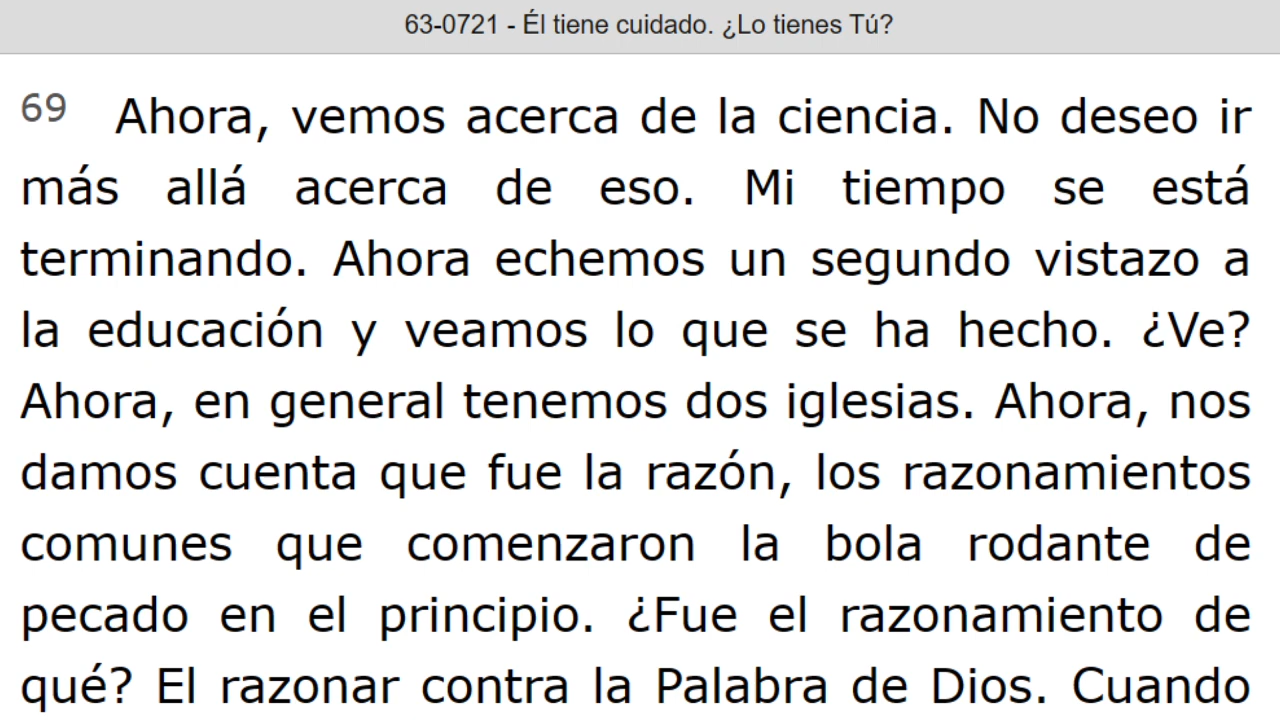 63-0721 - Él tiene cuidado. ¿Lo tienes Tú?
69 Ahora, vemos acerca de la ciencia. No deseo ir
más allá acerca de eso. Mi tiempo se está
terminando. Ahora echemos un segundo vistazo a
la educación y veamos lo que se ha hecho. ¿Ve?
Ahora, en general tenemos dos iglesias. Ahora, nos
damos cuenta que fue la razón, los razonamientos
comunes que comenzaron la bola rodante de
pecado en el principio. ¿Fue el razonamiento de
qué? El razonar contra la Palabra de Dios. Cuando